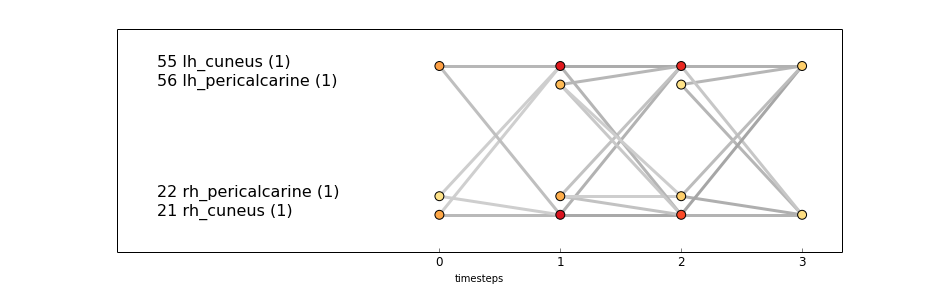 55 lh_cuneus (1)
56 lh_pericalcarine (1)
22 rh_pericalcarine (1)
21 rh_cuneus (1)
0 1 2 3
timesteps